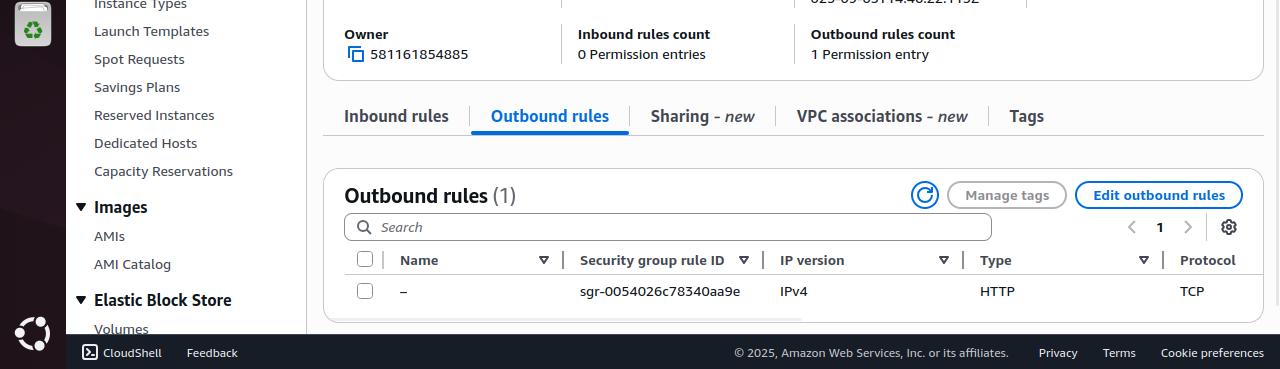 Instance Types
Launch Templates
Spot Requests
Savings Plans
Reserved Instances
Dedicated Hosts
Capacity Reservations
Images
AMIs
AMI Catalog
Elastic Block Store
Volumes
Owner
581161854885
Inbound rules count
0 Permission entries
Outbound rules count
1 Permission entry
Inbound rules Outbound rules Sharing - new VPC associations - new Tags
Outbound rules (1)
Manage tags Edit outbound rules
Search
1
Name Security group rule ID IP version Type Protocol
– sgr-0054026c78340aa9e IPv4 HTTP TCP
CloudShell Feedback © 2025, Amazon Web Services, Inc. or its affiliates. Privacy Terms Cookie preferences